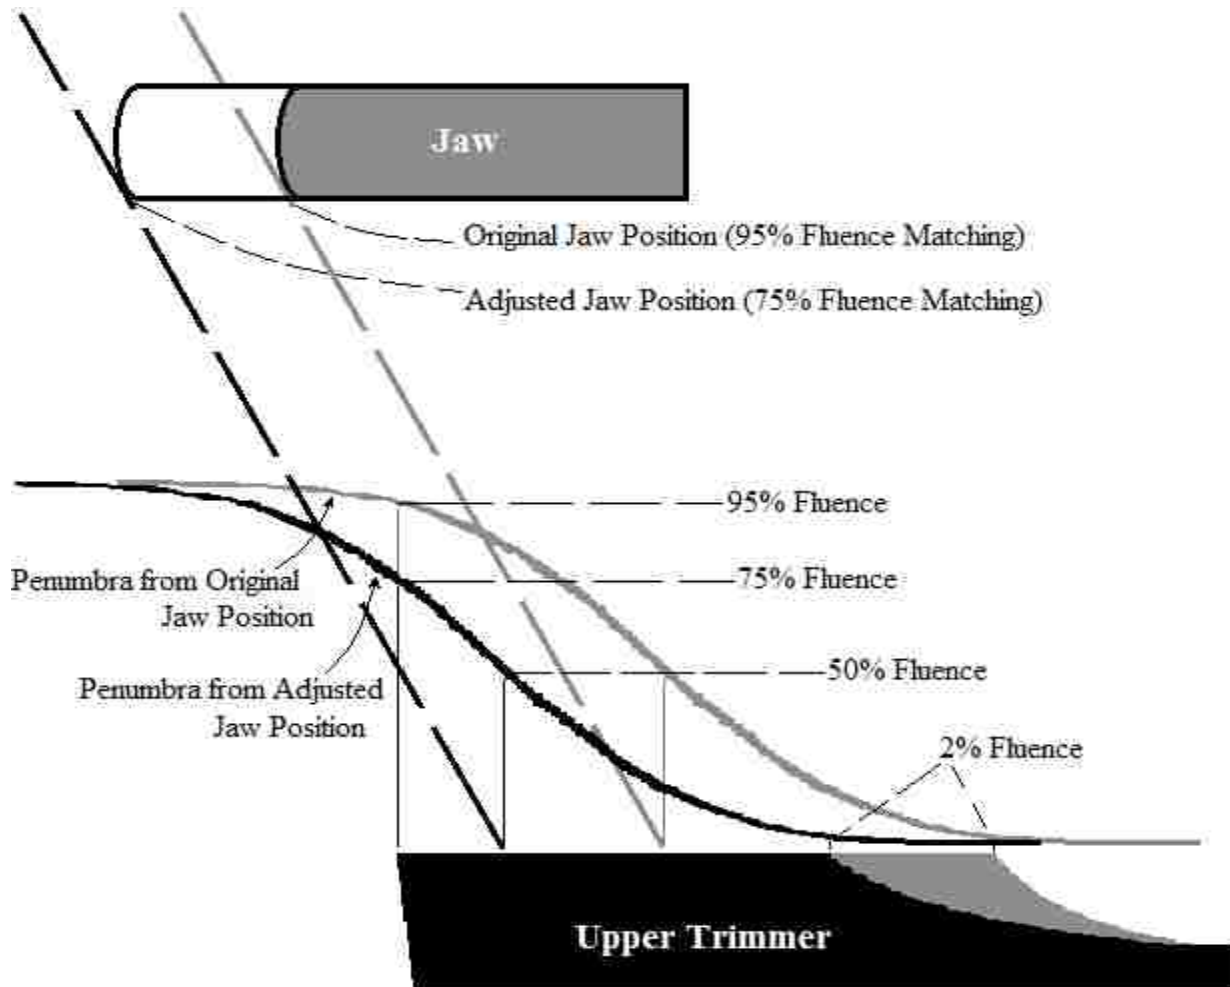 Jaw
Original Jaw Position (95% Fluence Matching)
Adjusted Jaw Position (75% Fluence Matching)
95% Fluence
75% Fluence
Penumbra from Original
Jaw Position
50% Fluence
Penumbra from Adjusted
Jaw Position
2% Fluence
Upper Trimmer